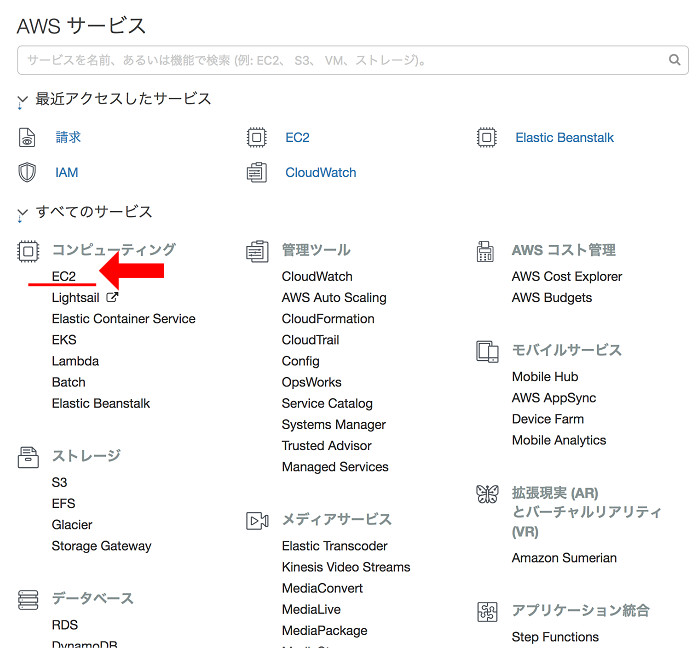 AWS サービス
サービスを名前、あるいは機能で検索 (例: EC2、 S3、 VM、ストレージ)。
最近アクセスしたサービス
請求
EC2
Elastic Beanstalk
IAM
CloudWatch
すべてのサービス
コンピューティング
EC2
Lightsail
Elastic Container Service
EKS
Lambda
Batch
Elastic Beanstalk
ストレージ
S3
EFS
Glacier
Storage Gateway
データベース
RDS
DynamoDB
管理ツール
CloudWatch
AWS Auto Scaling
CloudFormation
CloudTrail
Config
OpsWorks
Service Catalog
Systems Manager
Trusted Advisor
Managed Services
メディアサービス
Elastic Transcoder
Kinesis Video Streams
MediaConvert
MediaLive
MediaPackage
AWS コスト管理
AWS Cost Explorer
AWS Budgets
モバイルサービス
Mobile Hub
AWS AppSync
Device Farm
Mobile Analytics
拡張現実 (AR)
とバーチャルリアリティ
(VR)
Amazon Sumerian
アプリケーション統合
Step Functions